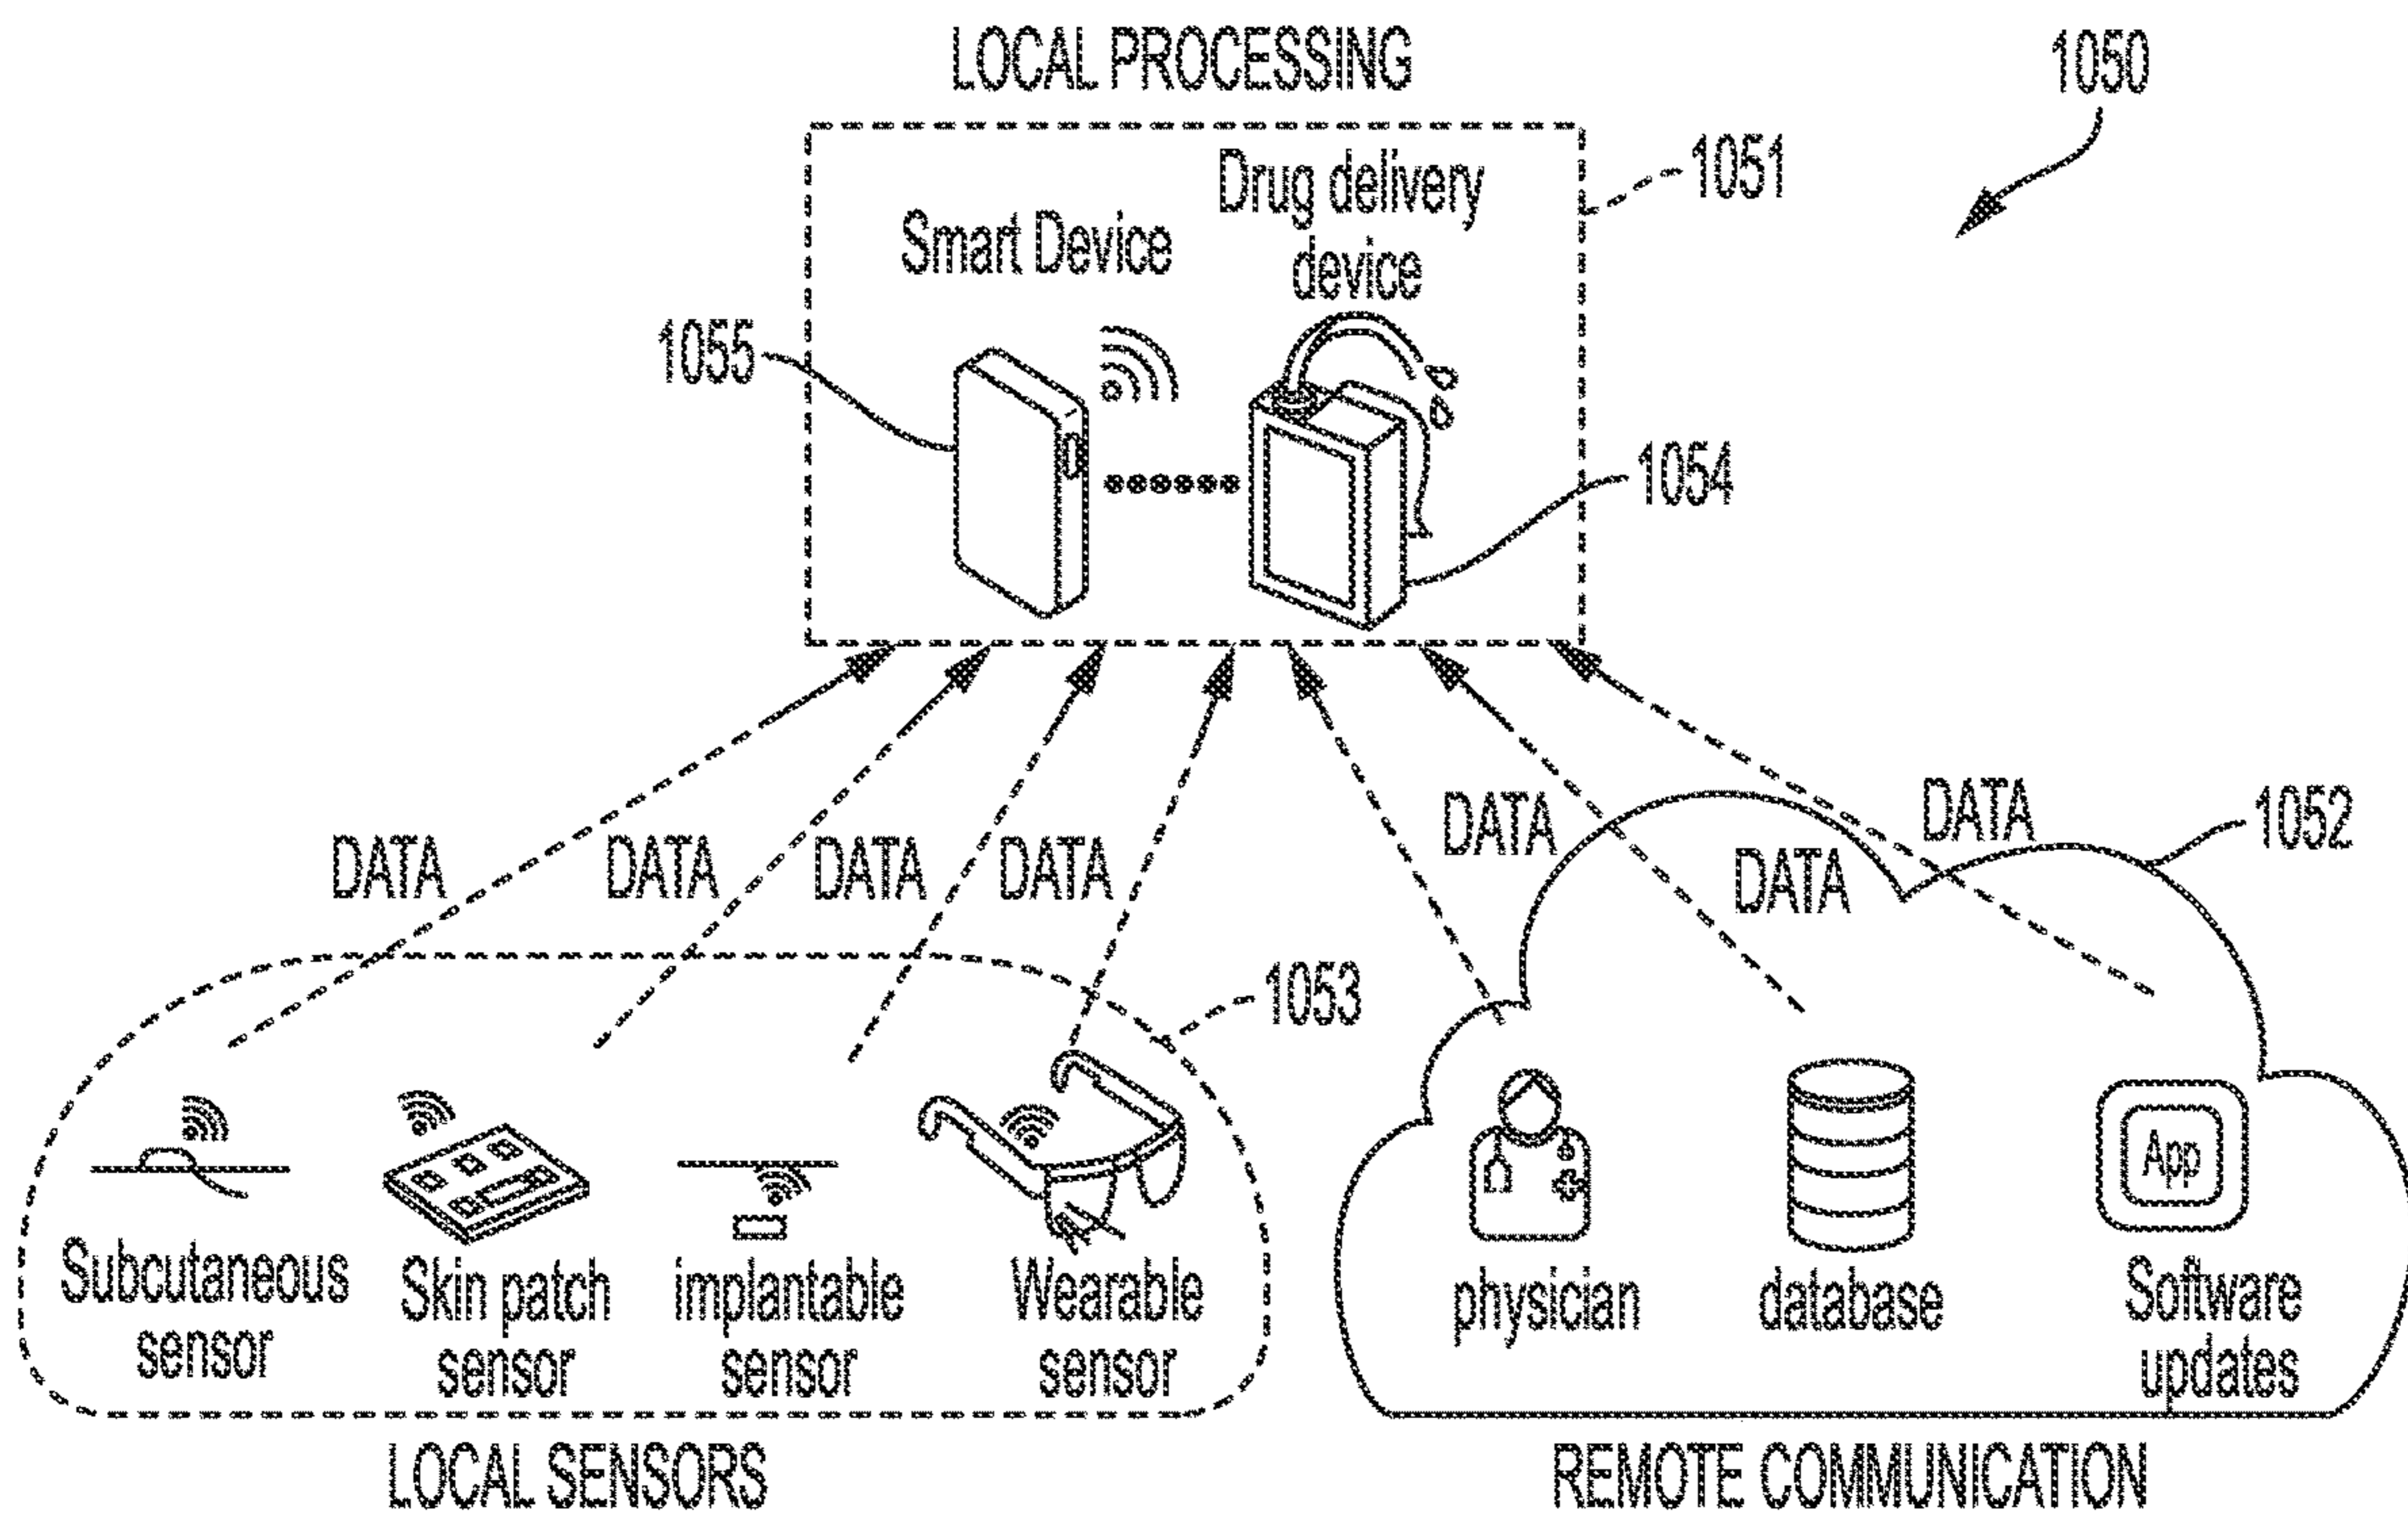 LOCAL PROCESSING
1050
1051
Smart Device
Drug delivery
device
1055
1054
DATA
DATA
DATA
DATA
DATA
DATA
DATA
1052
1053
App
Subcutaneous
sensor
Skin patch
sensor
implantable
sensor
Wearable
sensor
physician
database
Software
updates
LOCAL SENSORS
REMOTE COMMUNICATION